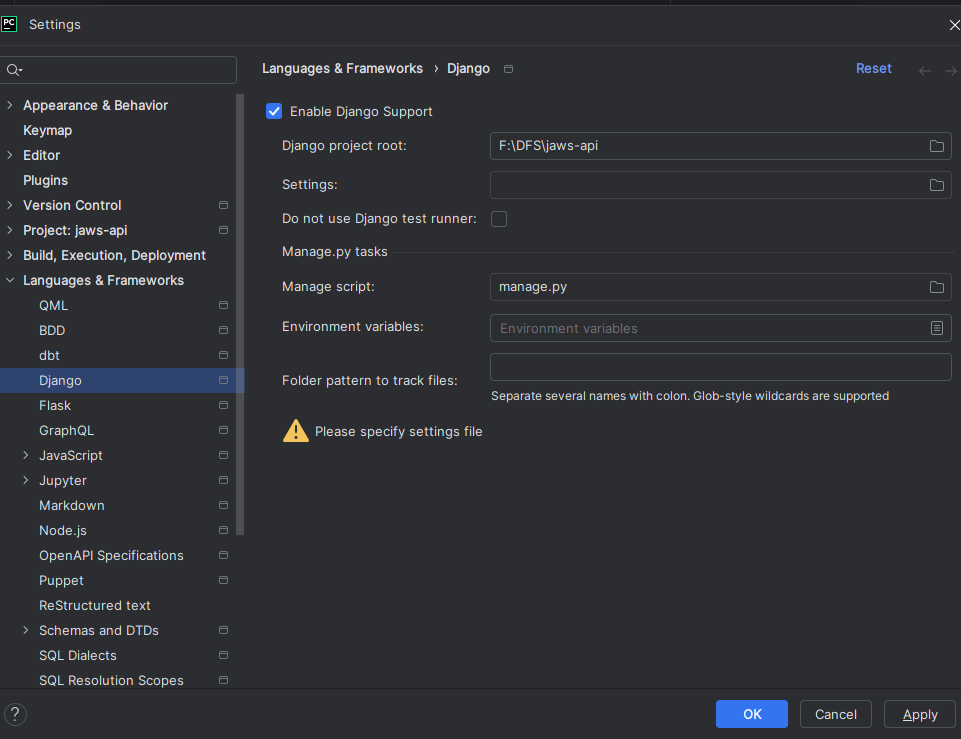 PC
Settings
Languages & Frameworks › Django
Reset
Appearance & Behavior
Keymap
Editor
Plugins
Version Control
Project: jaws-api
Build, Execution, Deployment
Languages & Frameworks
QML
BDD
dbt
Django
Flask
GraphQL
JavaScript
Jupyter
Markdown
Node.js
OpenAPI Specifications
Puppet
ReStructured text
Schemas and DTDs
SQL Dialects
SQL Resolution Scopes
Enable Django Support
Django project root: F:\DFS\jaws-api
Settings:
Do not use Django test runner:
Manage.py tasks
Manage script: manage.py
Environment variables: Environment variables
Folder pattern to track files:
Separate several names with colon. Glob-style wildcards are supported
Please specify settings file
?
OK Cancel Apply